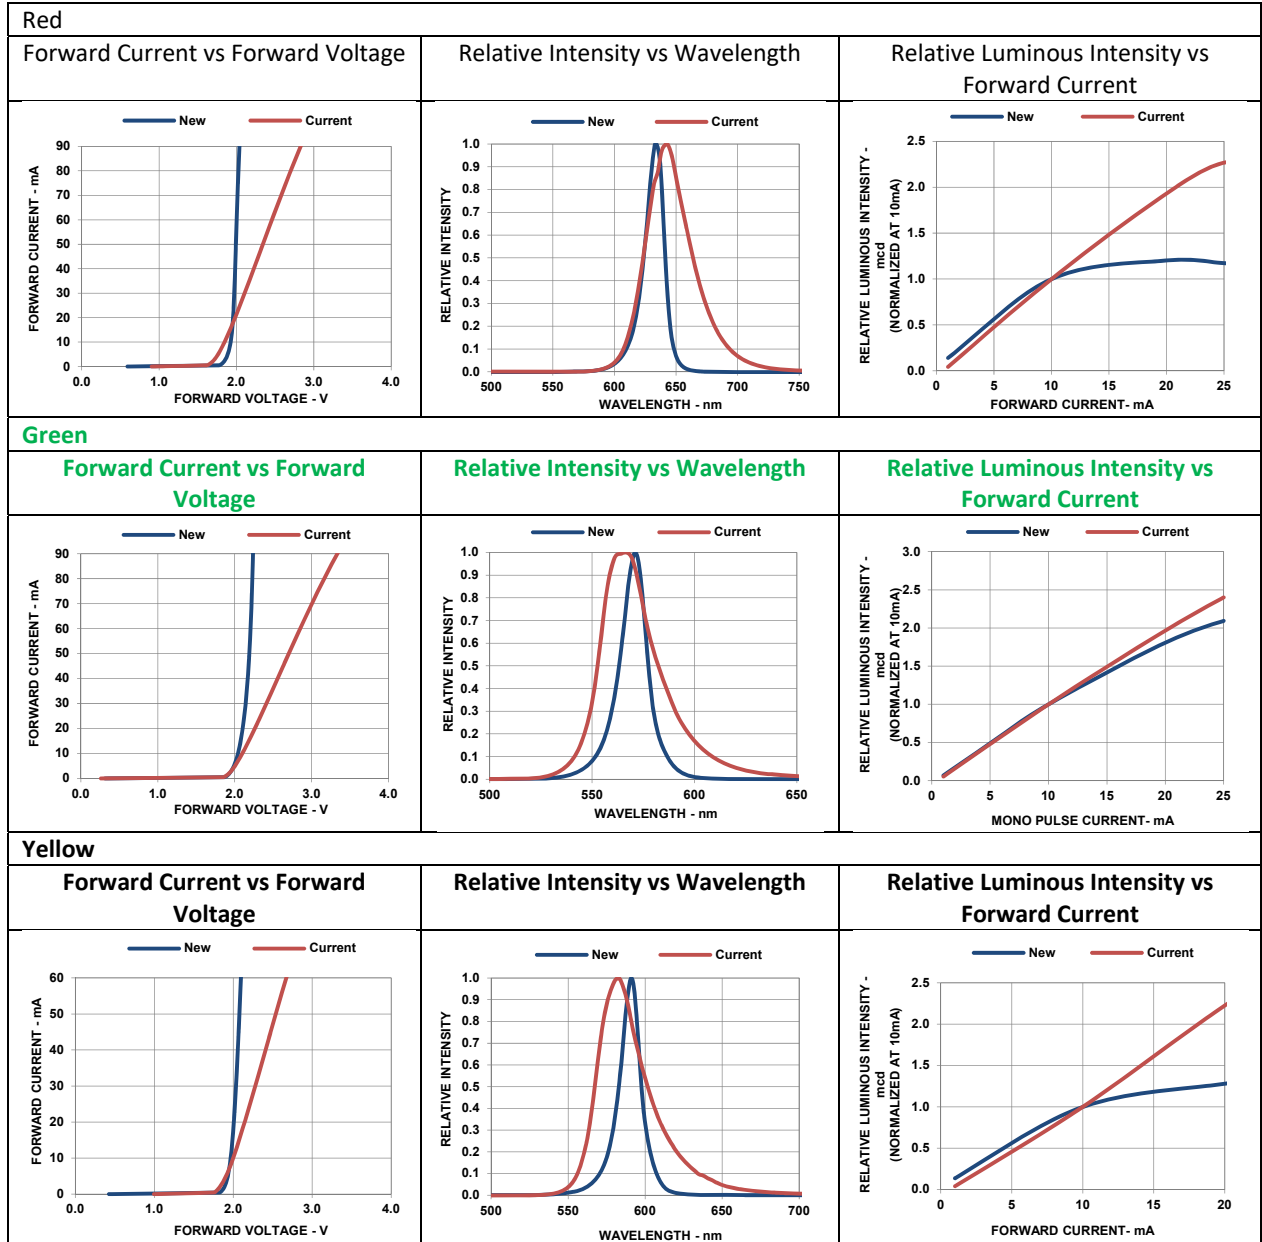 Red
Forward Current vs Forward Voltage
Relative Intensity vs Wavelength
Relative Luminous Intensity vs
Forward Current
New Current
FORWARD CURRENT - mA
90
80
70
60
50
40
30
20
10
0
0.0 1.0 2.0 3.0 4.0
FORWARD VOLTAGE - V
New Current
RELATIVE INTENSITY
1.0
0.9
0.8
0.7
0.6
0.5
0.4
0.3
0.2
0.1
0.0
500 550 600 650 700 750
WAVELENGTH - nm
New Current
RELATIVE LUMINOUS INTENSITY -
mcd
(NORMALIZED AT 10mA)
2.5
2.0
1.5
1.0
0.5
0.0
0 5 10 15 20 25
FORWARD CURRENT- mA
Green
Forward Current vs Forward
Voltage
Relative Intensity vs Wavelength
Relative Luminous Intensity vs
Forward Current
New Current
FORWARD CURRENT - mA
90
80
70
60
50
40
30
20
10
0
0.0 1.0 2.0 3.0 4.0
FORWARD VOLTAGE - V
New Current
RELATIVE INTENSITY
1.0
0.9
0.8
0.7
0.6
0.5
0.4
0.3
0.2
0.1
0.0
500 550 600 650
WAVELENGTH - nm
New Current
RELATIVE LUMINOUS INTENSITY -
mcd
(NORMALIZED AT 10mA)
3.0
2.5
2.0
1.5
1.0
0.5
0.0
0 5 10 15 20 25
MONO PULSE CURRENT- mA
Yellow
Forward Current vs Forward
Voltage
Relative Intensity vs Wavelength
Relative Luminous Intensity vs
Forward Current
New Current
FORWARD CURRENT - mA
60
50
40
30
20
10
0
0.0 1.0 2.0 3.0 4.0
FORWARD VOLTAGE - V
New Current
RELATIVE INTENSITY
1.0
0.9
0.8
0.7
0.6
0.5
0.4
0.3
0.2
0.1
0.0
500 550 600 650 700
WAVELENGTH - nm
New Current
RELATIVE LUMINOUS INTENSITY -
mcd
(NORMALIZED AT 10mA)
2.5
2.0
1.5
1.0
0.5
0.0
0 5 10 15 20
FORWARD CURRENT- mA